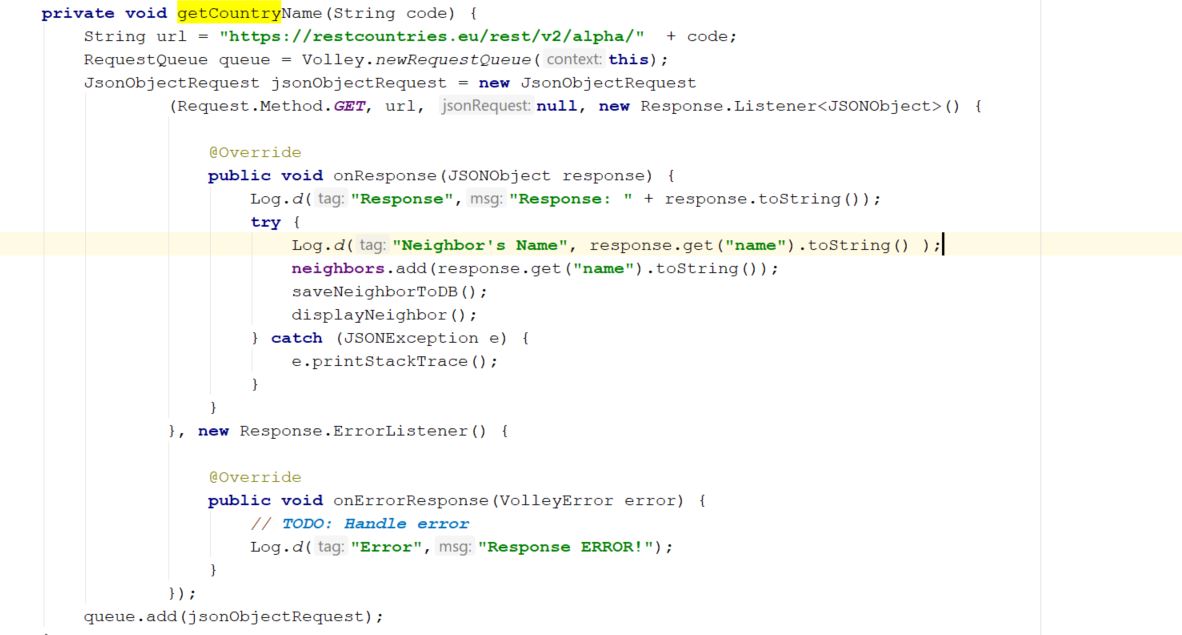 private void getCountryName(String code) {
String url = "https://restcountries.eu/rest/v2/alpha/"  + code;
RequestQueue queue = Volley.newRequestQueue( context: this);
JsonObjectRequest jsonObjectRequest = new JsonObjectRequest
(Request.Method.GET, url, jsonRequest: null, new Response.Listener<JSONObject>() {
@Override
public void onResponse(JSONObject response) {
Log.d( tag: "Response", msg: "Response: " + response.toString());
try {
Log.d( tag: "Neighbor's Name", response.get("name").toString() );
neighbors.add(response.get("name").toString());
saveNeighborToDB();
displayNeighbor();
} catch (JSONException e) {
e.printStackTrace();
}
}
}, new Response.ErrorListener() {
@Override
public void onErrorResponse(VolleyError error) {
// TODO: Handle error
Log.d( tag: "Error", msg: "Response ERROR!");
}
});
queue.add(jsonObjectRequest);